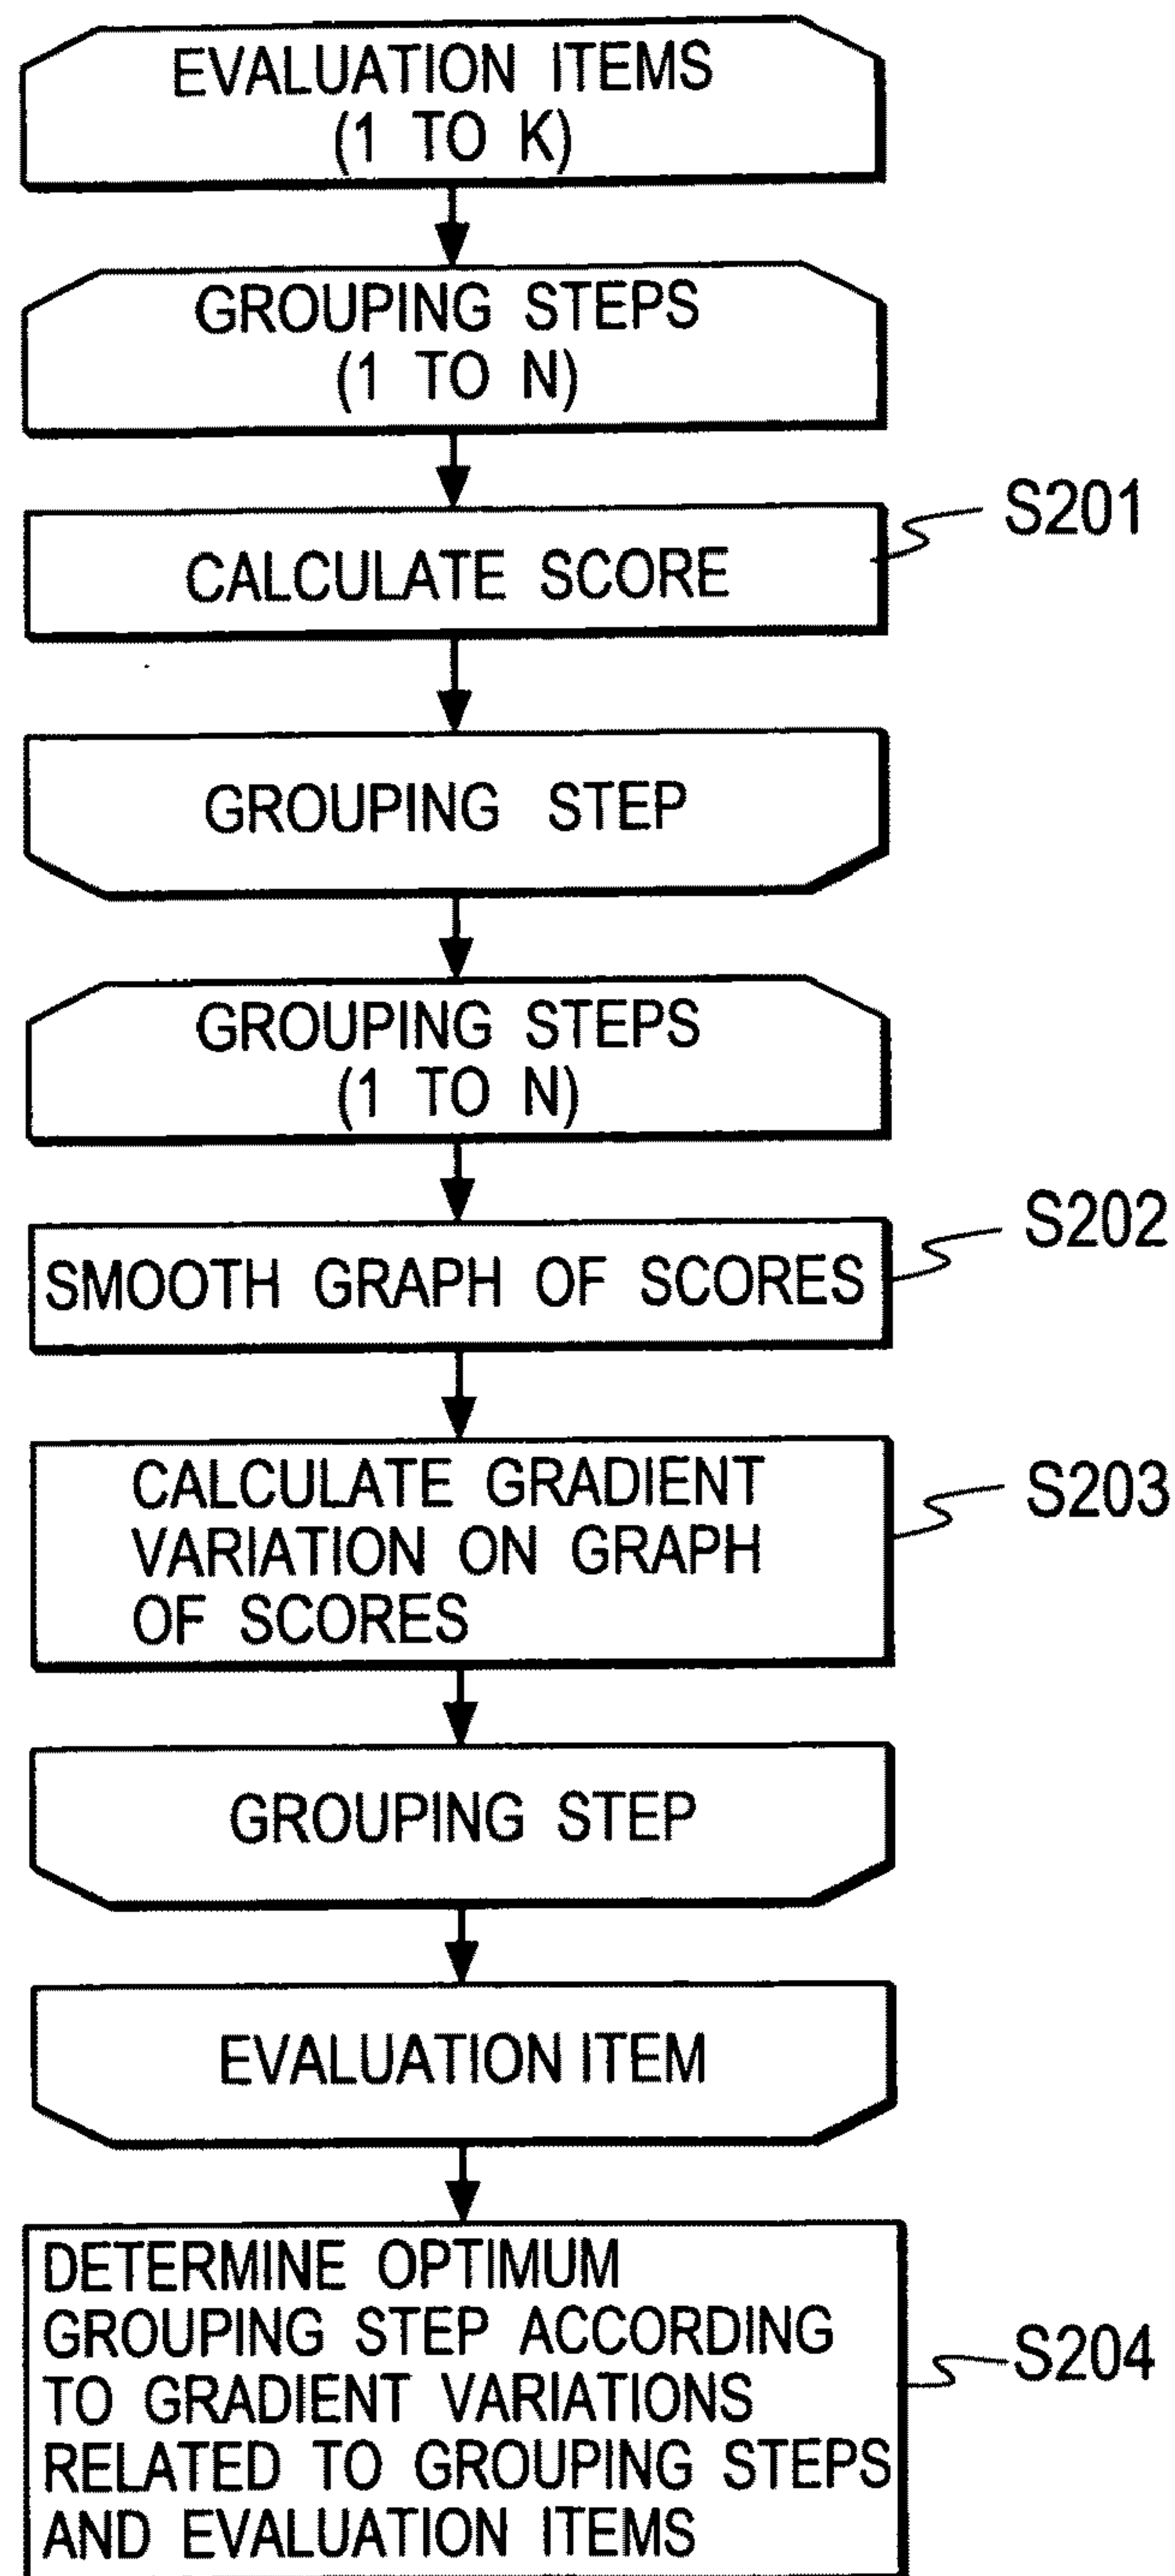 EVALUATION ITEMS
(1 TO K)
GROUPING STEPS
(1 TO N)
S201
CALCULATE SCORE
GROUPING STEP
GROUPING STEPS
(1 TO N)
S202
SMOOTH GRAPH OF SCORES
CALCULATE GRADIENT
S203
VARIATION ON GRAPH
OF SCORES
GROUPING STEP
EVALUATION ITEM
DETERMINE OPTIMUM
GROUPING STEP ACCORDING
S204
TO GRADIENT VARIATIONS
RELATED TO GROUPING STEPS
AND EVALUATION ITEMS